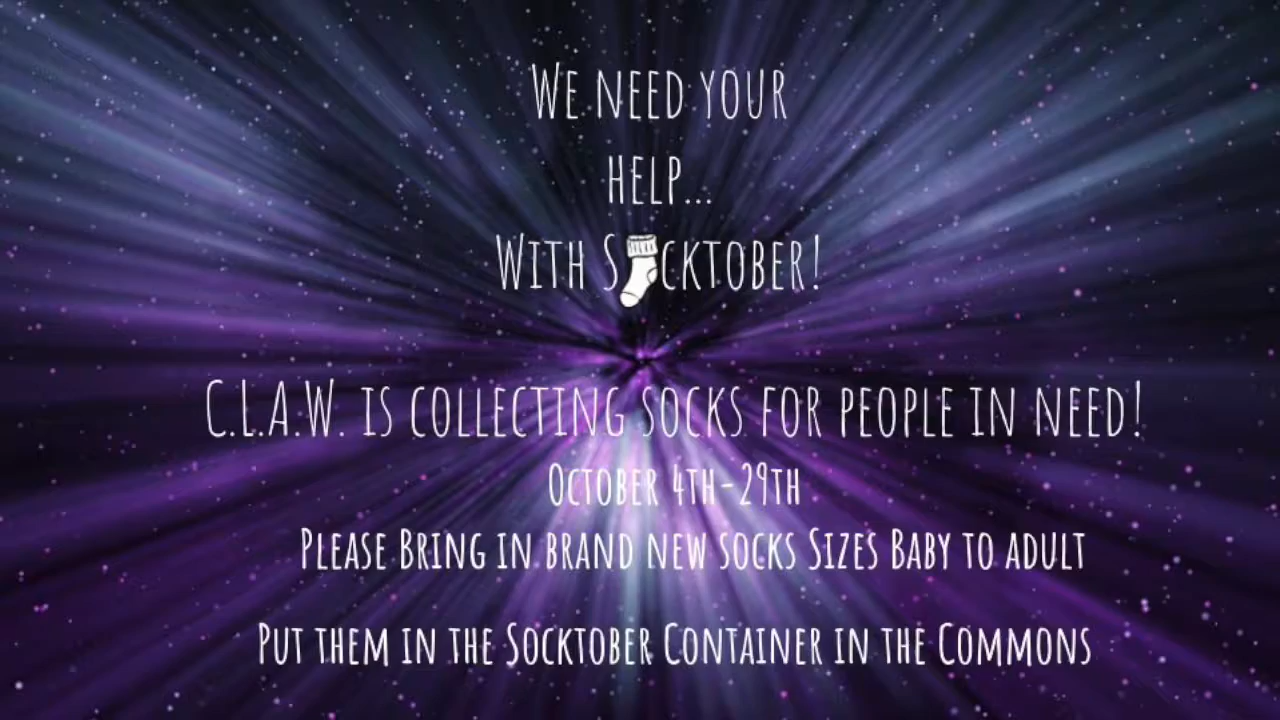 We need your
help...
With Socktober!
C.L.A.W. is collecting socks for people in need!
October 4th-29th
Please Bring in brand new socks Sizes Baby to adult
Put them in the Socktober Container in the Commons